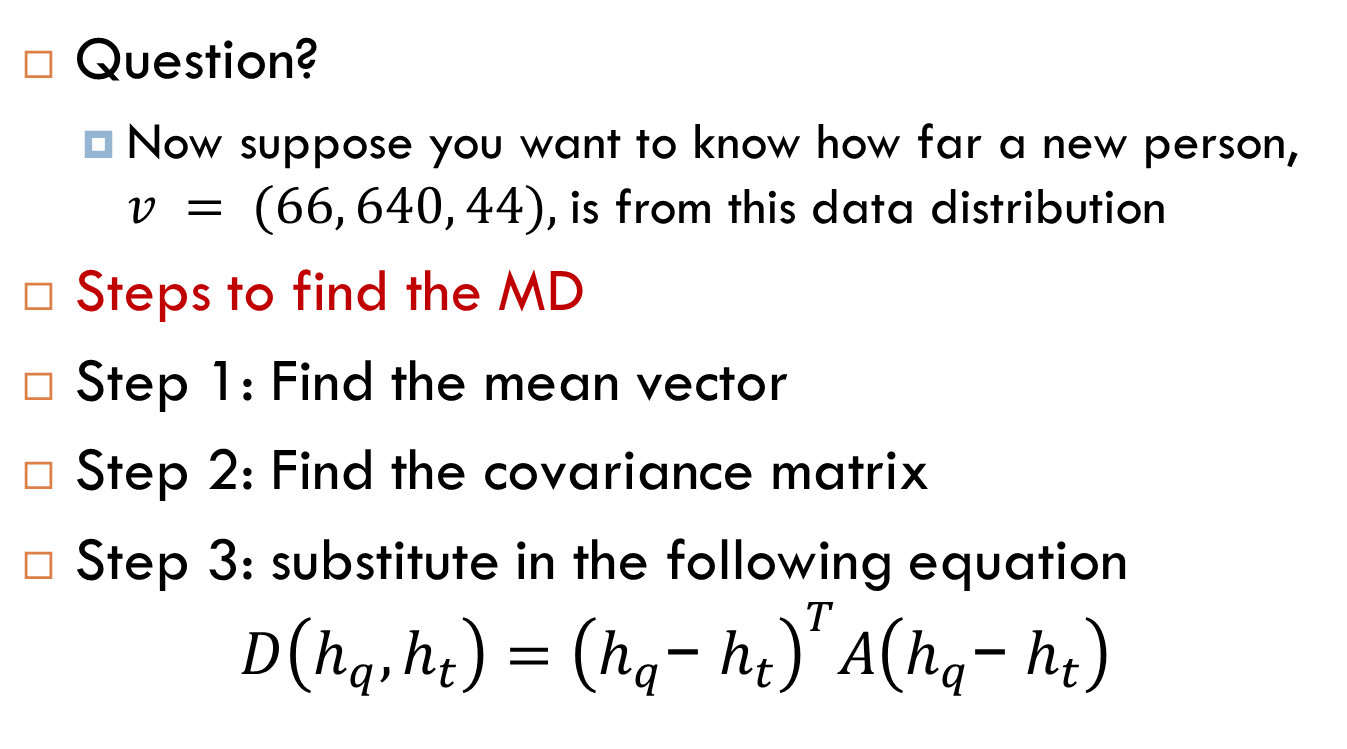 Question?
Now suppose you want to know how far a new person,
v = (66, 640, 44), is from this data distribution
Steps to find the MD
Step 1: Find the mean vector
Step 2: Find the covariance matrix
Step 3: substitute in the following equation
D(h_q, h_t) = (h_q − h_t)^T A(h_q − h_t)